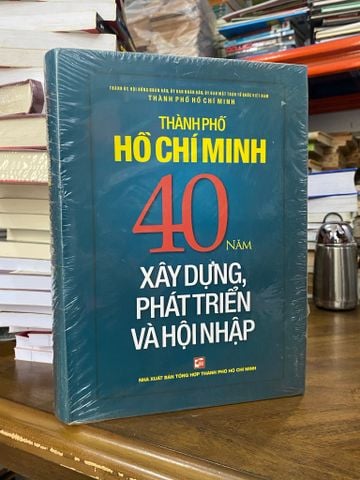 THÀNH ỦY, HỘI ĐỒNG NHÂN DÂN, ỦY BAN NHÂN DÂN, ỦY BAN MẶT TRẬN TỔ QUỐC VIỆT NAM
THÀNH PHỐ HỒ CHÍ MINH
THÀNH PHỐ
HỒ CHÍ MINH
40 NĂM
XÂY DỰNG,
PHÁT TRIỂN
VÀ HỘI NHẬP
NHÀ XUẤT BẢN TỔNG HỢP THÀNH PHỐ HỒ CHÍ MINH